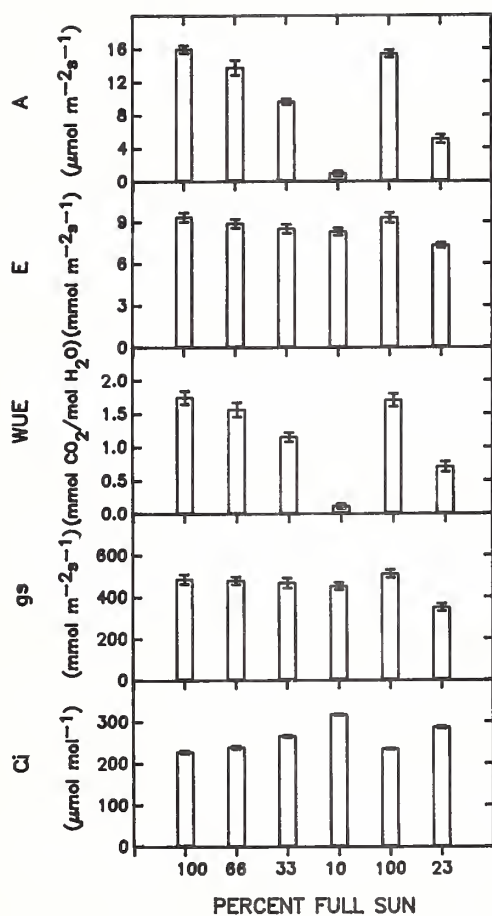 A
(μmol m−2s−1)
16
12
8
4
0
E
(mmol m−2s−1)
9
6
3
0
WUE
(mmol CO2/mol H2O)
2.0
1.5
1.0
0.5
0.0
gs
(mmol m−2s−1)
600
400
200
0
Ci
(μmol mol−1)
300
200
100
0
100 66 33 10 100 23
PERCENT FULL SUN